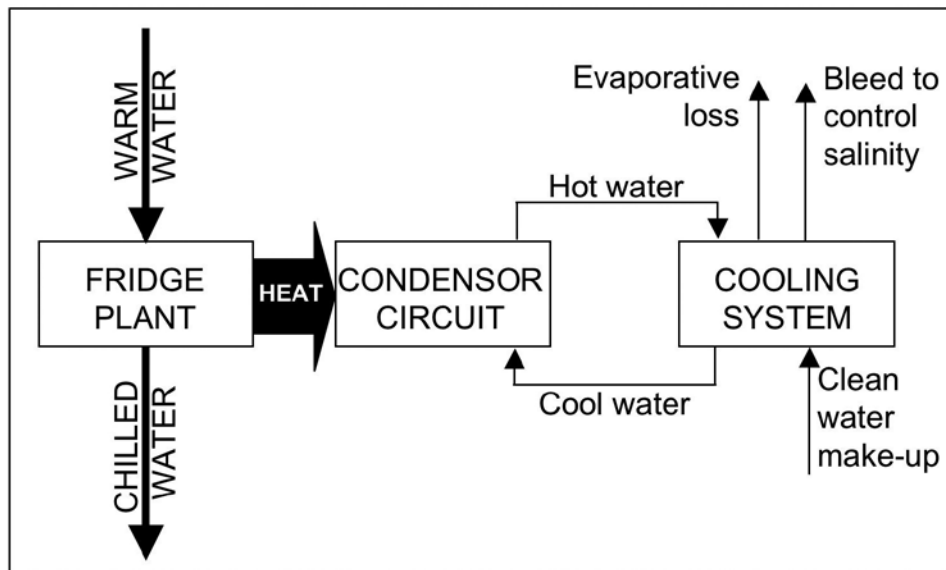 WARM
WATER
Evaporative
loss
Bleed to
control
salinity
Hot water
FRIDGE
PLANT
HEAT
CONDENSOR
CIRCUIT
COOLING
SYSTEM
Cool water
Clean
water
make-up
CHILLED
WATER